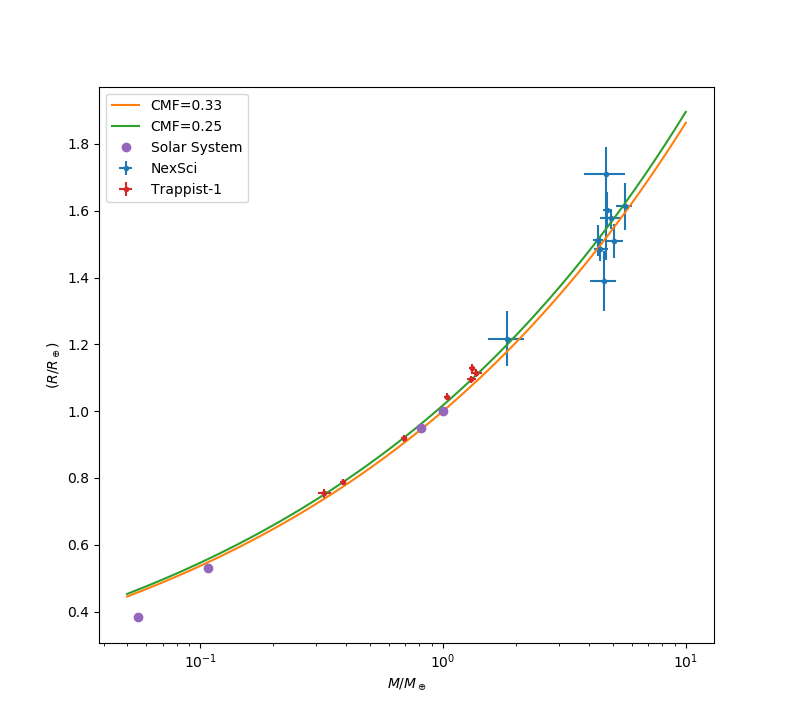 CMF=0.33
CMF=0.25
Solar System
NexSci
Trappist-1
1.8
1.6
1.4
1.2
1.0
0.8
0.6
0.4
(R/R⊕)
10⁻¹
10⁰
10¹
M/M⊕